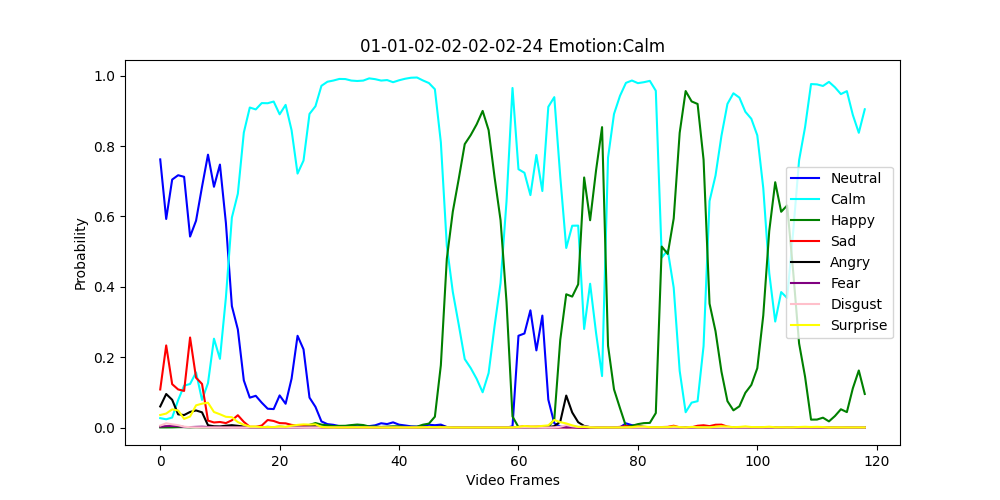 01-01-02-02-02-02-24 Emotion:Calm
Probability
1.0
0.8
0.6
0.4
0.2
0.0
0 20 40 60 80 100 120
Video Frames
Neutral
Calm
Happy
Sad
Angry
Fear
Disgust
Surprise